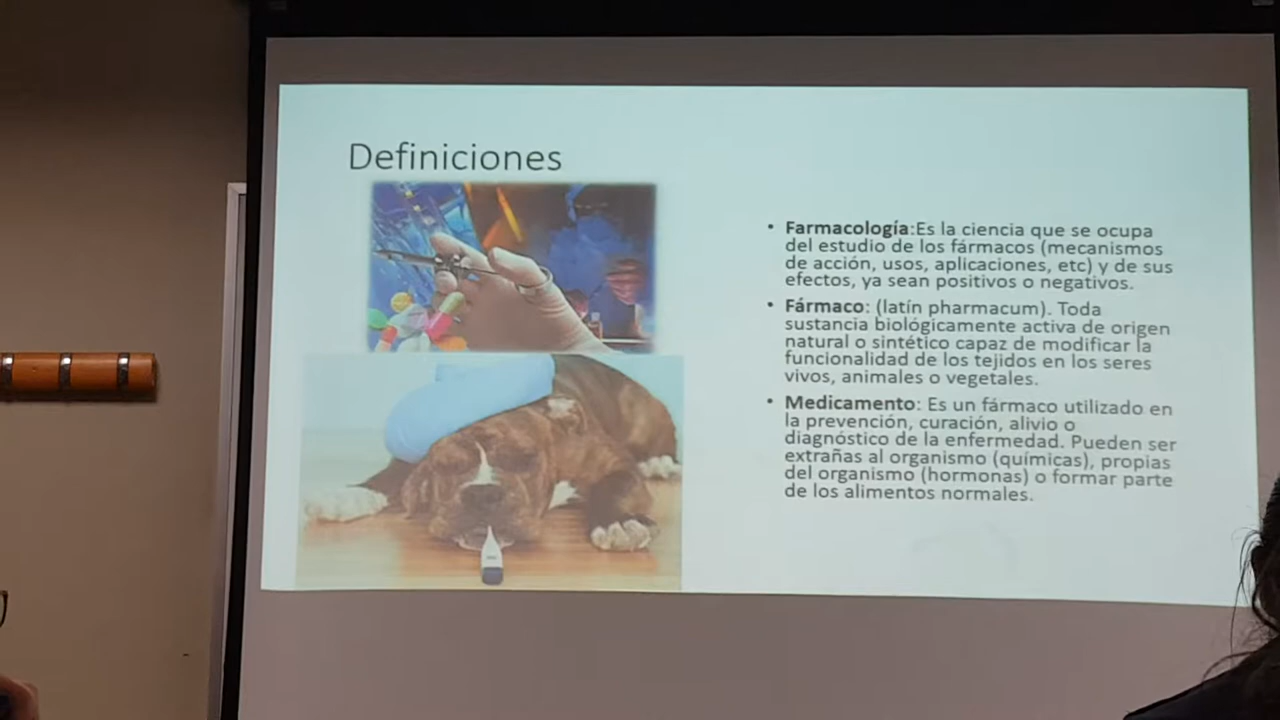 Definiciones
• Farmacología:Es la ciencia que se ocupa
del estudio de los fármacos (mecanismos
de acción, usos, aplicaciones, etc) y de sus
efectos, ya sean positivos o negativos.
• Fármaco: (latín pharmacum). Toda
sustancia biológicamente activa de origen
natural o sintético capaz de modificar la
funcionalidad de los tejidos en los seres
vivos, animales o vegetales.
• Medicamento: Es un fármaco utilizado en
la prevención, curación, alivio o
diagnóstico de la enfermedad. Pueden ser
extrañas al organismo (químicas), propias
del organismo (hormonas) o formar parte
de los alimentos normales.